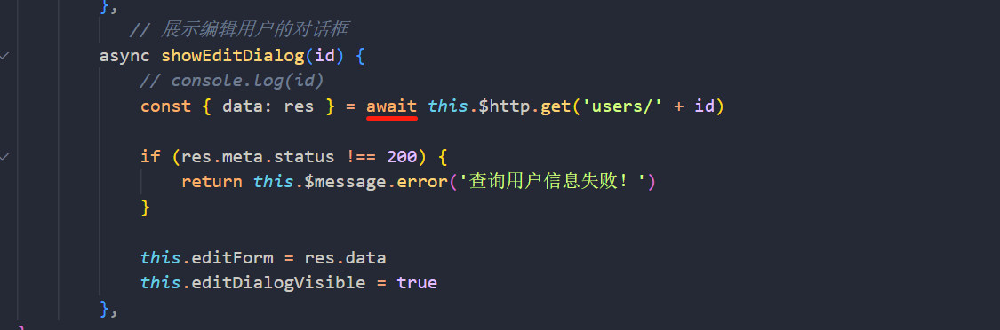 },
// 展示编辑用户的对话框
async showEditDialog(id) {
// console.log(id)
const { data: res } = await this.$http.get('users/' + id)
if (res.meta.status !== 200) {
return this.$message.error('查询用户信息失败！')
}
this.editForm = res.data
this.editDialogVisible = true
},
}